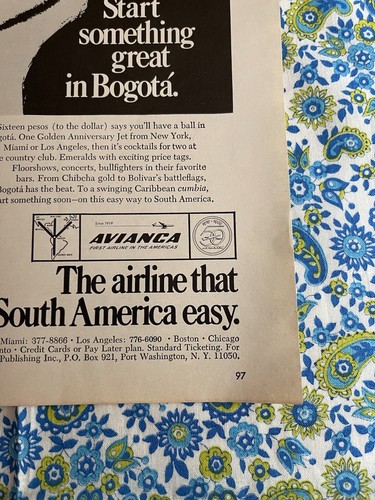 Start
something
great
in Bogotá.
Sixteen pesos (to the dollar) says you'll have a ball in
gotá. One Golden Anniversary Jet from New York,
Miami or Los Angeles, then it's cocktails for two at
e country club. Emeralds with exciting price tags.
Floorshows, concerts, bullfighters in their favorite
bars. From Chibcha gold to Bolivar's battleflags,
Bogotá has the beat. To a swinging Caribbean cumbia,
art something soon—on this easy way to South America.
Since 1919
AVIANCA
FIRST AIRLINE IN THE AMERICAS
The airline that
South America easy.
Miami: 377-8866 • Los Angeles: 776-6090 • Boston • Chicago
nto • Credit Cards or Pay Later plan. Standard Ticketing. For
Publishing Inc., P.O. Box 921, Port Washington, N. Y. 11050.
97